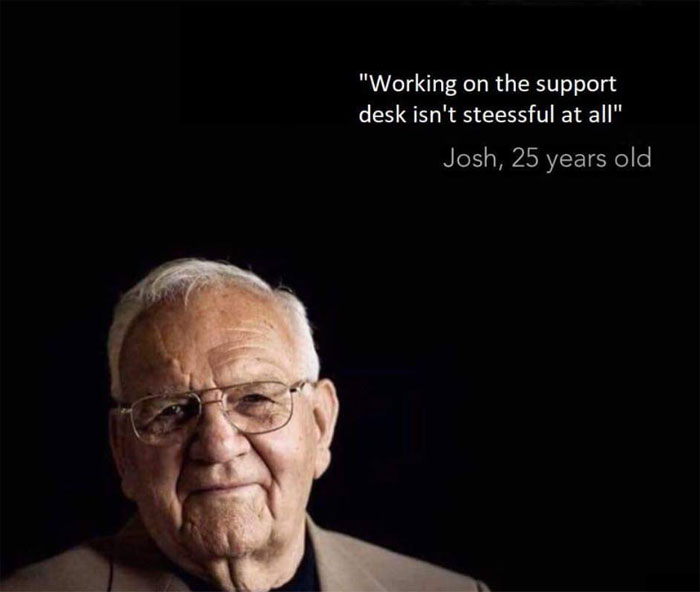 "Working on the support
desk isn't steessful at all"
Josh, 25 years old